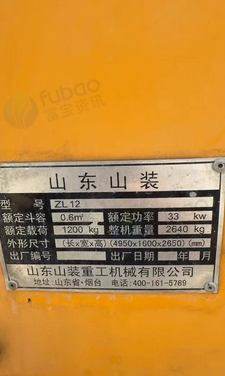 fubao
富宝资讯
山东山装
型 号 ZL12
额定斗容 0.6㎡ 额定功率 33 kw
额定载荷 1200 kg 整机重量 2640 kg
外形尺寸 (长x宽x高) (4950x1600x2650) (mm)
出厂编号 出厂日期 年 月
山东山装重工机械有限公司
地址: 山东省·烟台 电话: 400-161-5789